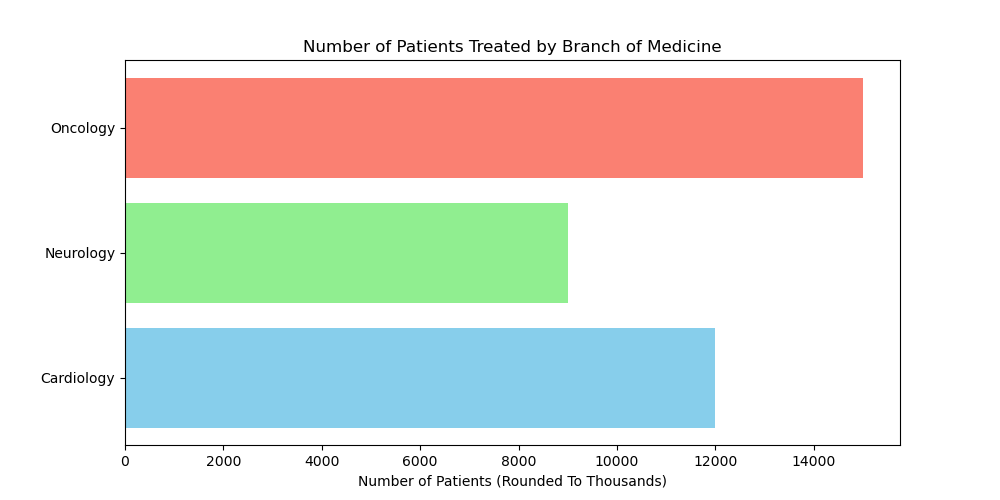 Number of Patients Treated by Branch of Medicine
Oncology
Neurology
Cardiology
0 2000 4000 6000 8000 10000 12000 14000
Number of Patients (Rounded To Thousands)